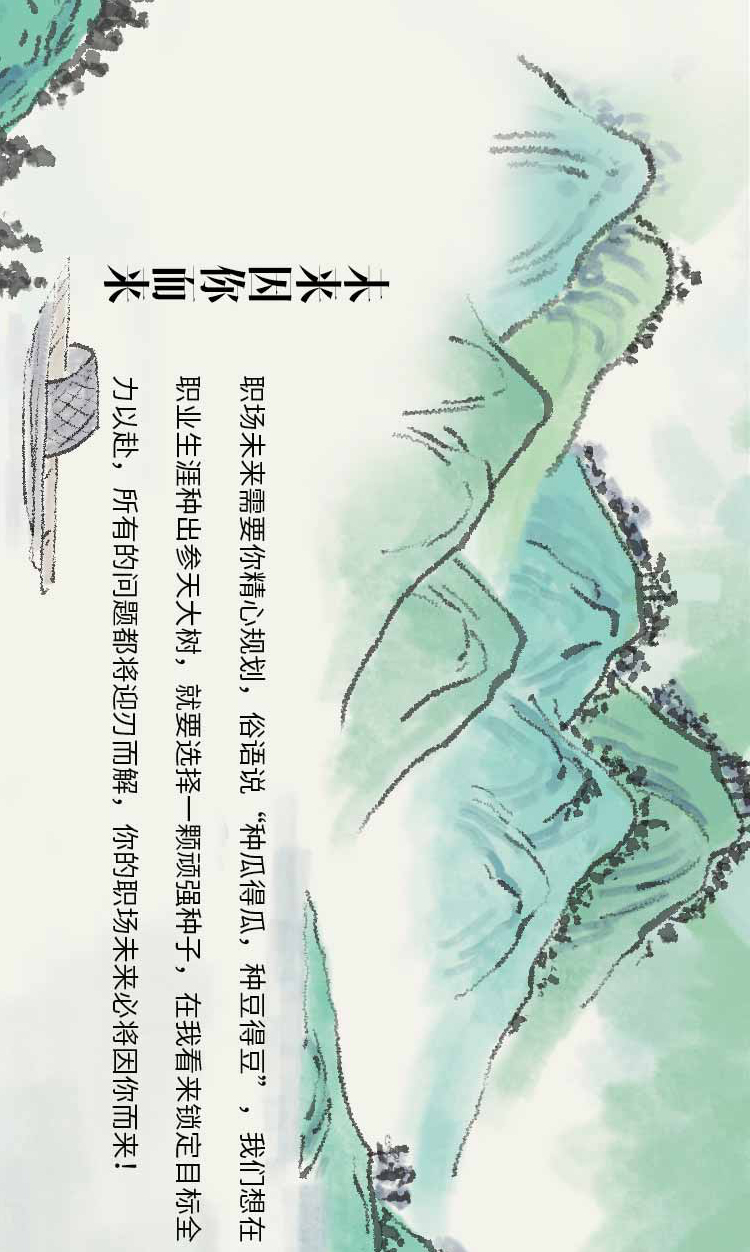 未来因你而来
职场未来需要你精心规划，俗语说“种瓜得瓜，种豆得豆”，我们想在
职业生涯种出参天大树，就要选择一颗顽强种子，在我看来锁定目标全
力以赴，所有的问题都将迎刃而解，你的职场未来必将因你而来！